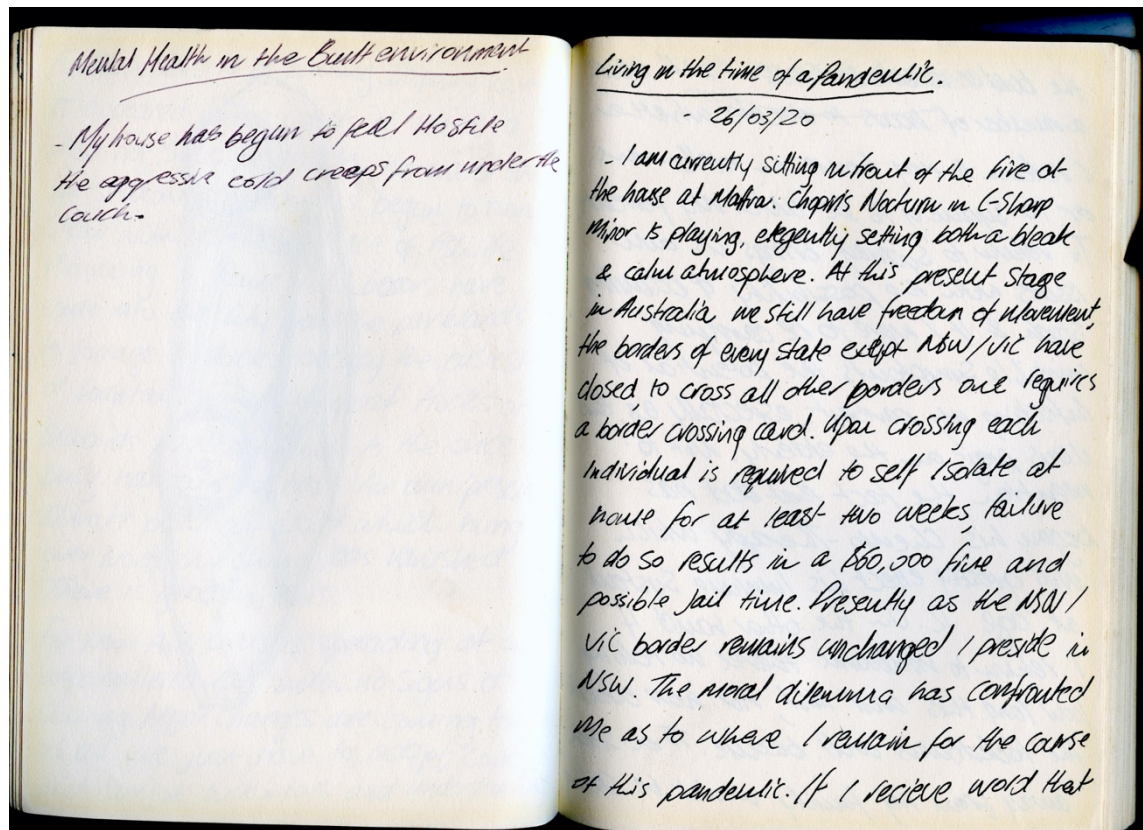 Mental Health in the Built environment
- My house has begun to feel Hostile
the aggressive cold creeps from under the
couch.
Living in the time of a Pandemic.
- 26/03/20
- I am currently sitting infront of the fire at
the house at Chopin's Nocturn in C-Sharp
Minor is playing, elegently setting both a bleak
& calm atmosphere. At this present stage
in Australia we still have freedom of movement,
the borders of every state except NSW/VIC have
closed to cross all other borders one requires
a border crossing card. Upon crossing each
individual is required to self isolate at
house for at least two weeks, failure
to do so results in a $60,000 fine and
possible jail time. Presently as the NSW/
VIC border remains unchanged I preside in
NSW. The moral dilemma has confronted
me as to where I remain for the course
of this pandemic. If I recieve word that